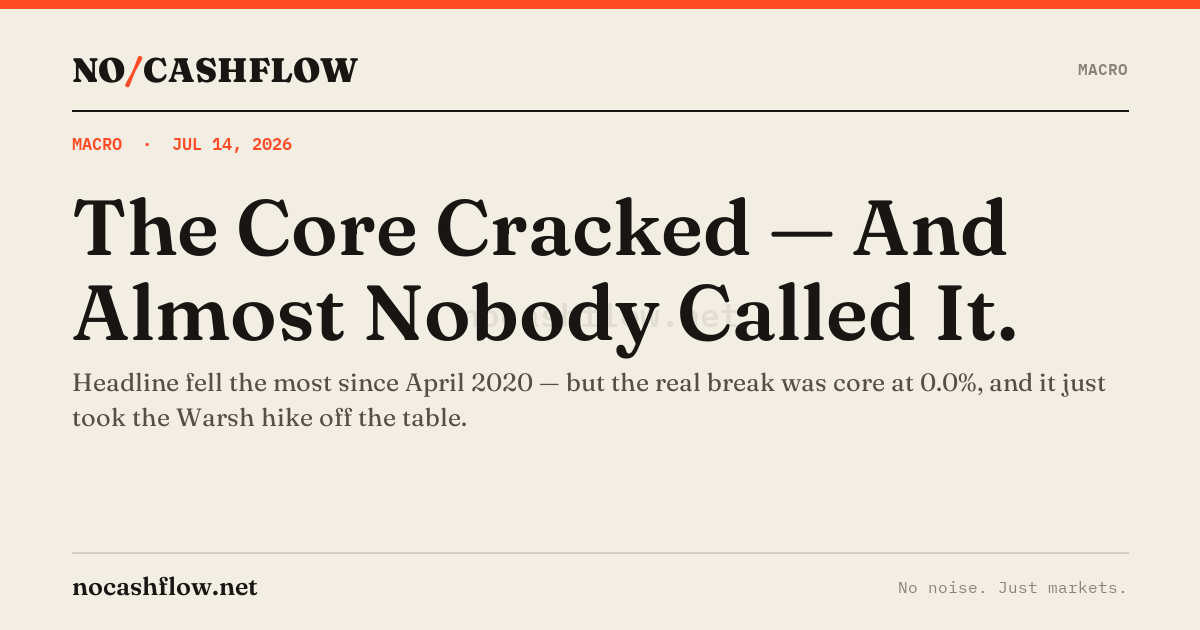 NO/CASHFLOW
MACRO
MACRO · JUL 14, 2026
The Core Cracked — And
Almost Nobody Called It.
nocashflow.net
Headline fell the most since April 2020 — but the real break was core at 0.0%, and it just
took the Warsh hike off the table.
nocashflow.net
No noise. Just markets.